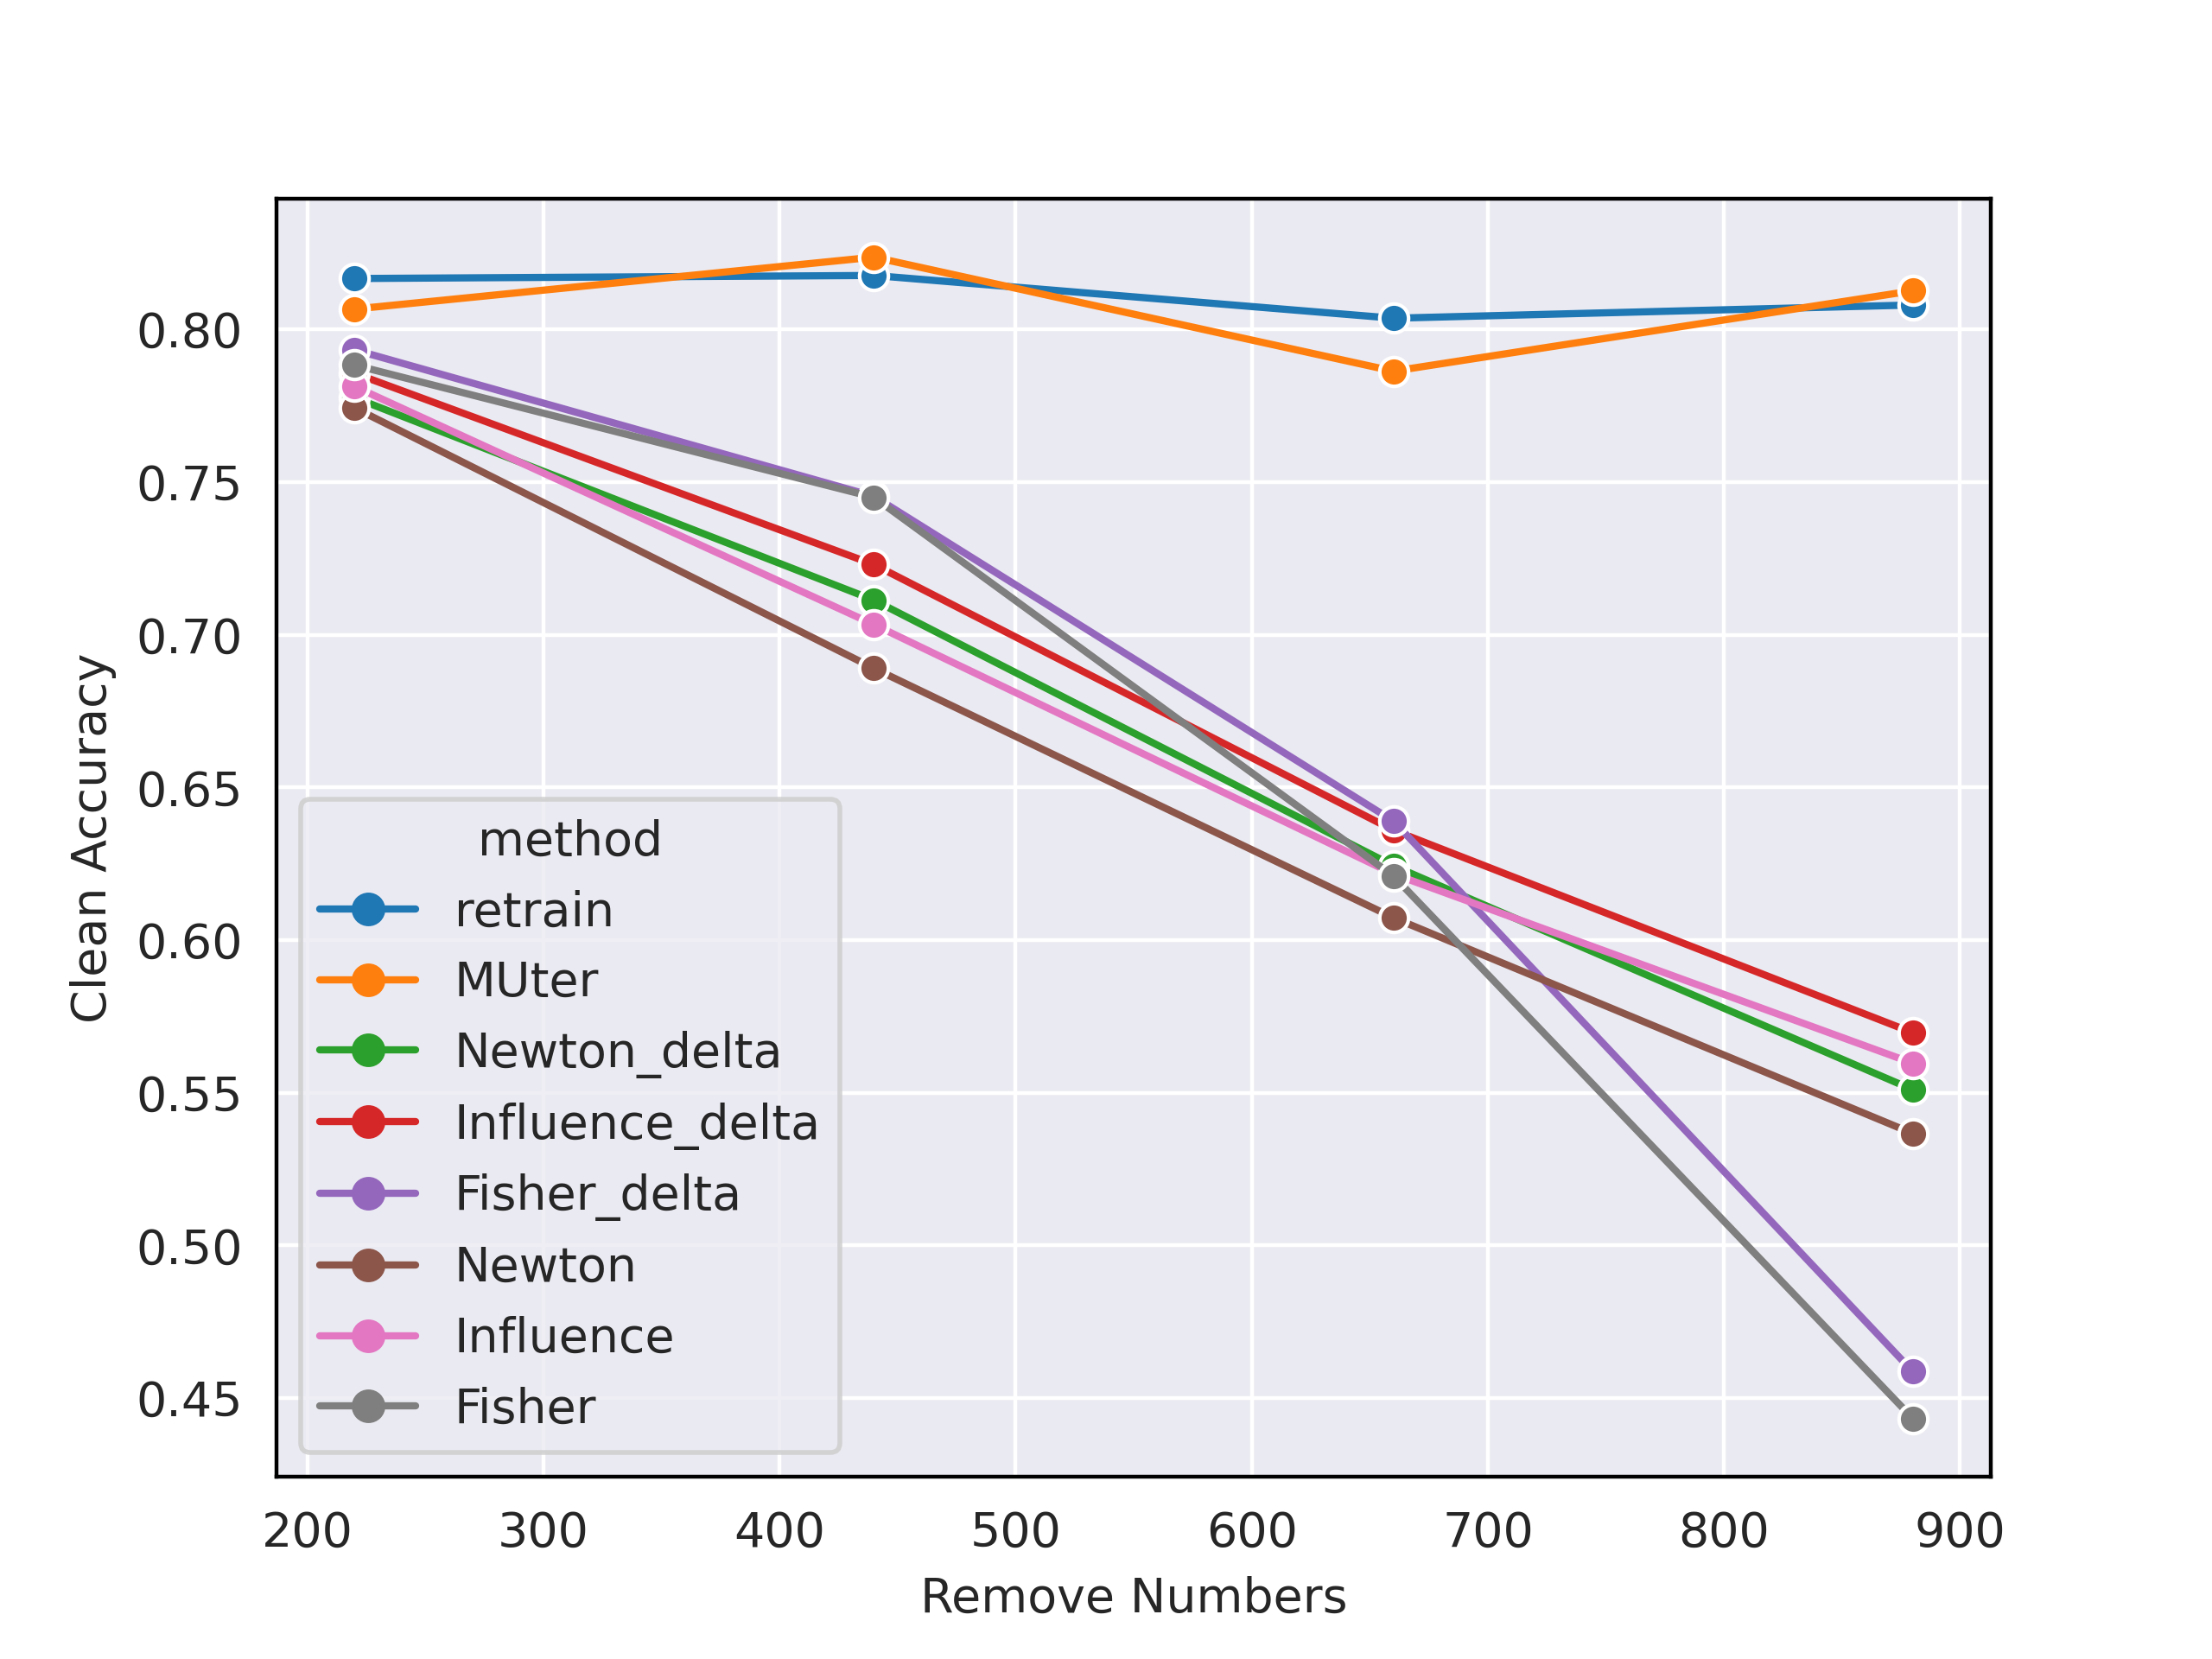 0.80
0.75
0.70
0.65
0.60
0.55
0.50
0.45
Clean Accuracy
method
retrain
MUter
Newton_delta
Influence_delta
Fisher_delta
Newton
Influence
Fisher
200 300 400 500 600 700 800 900
Remove Numbers